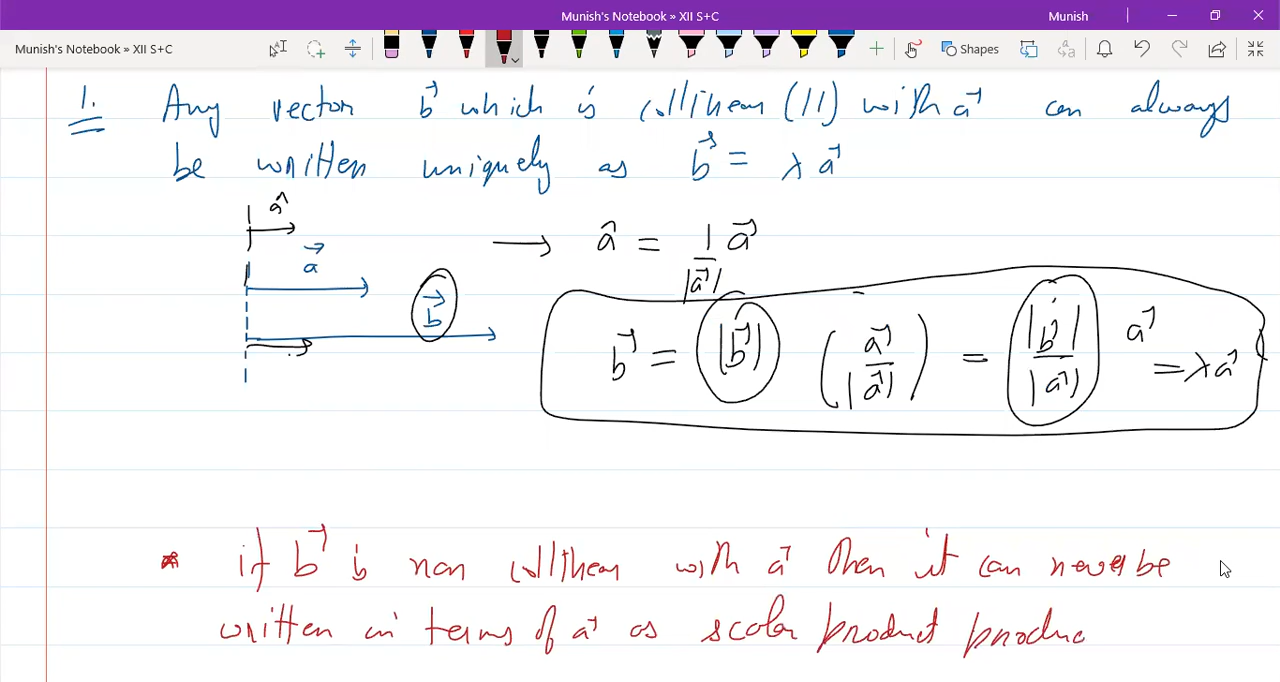 Munish's Notebook » XII S+C
Munish
Munish's Notebook » XII S+C
Shapes
1. Any vector b⃗ which is collinear (||) with a⃗ can always
be written uniquely as b⃗ = λ a⃗
â
a⃗
b⃗
→ â = 1/|a⃗| a⃗
b⃗ = |b⃗| (a⃗/|a⃗|) = |b⃗|/|a⃗| a⃗ = λa⃗
* if b⃗ is non collinear with a⃗ then it can never be
written in terms of a⃗ as scalar product produc